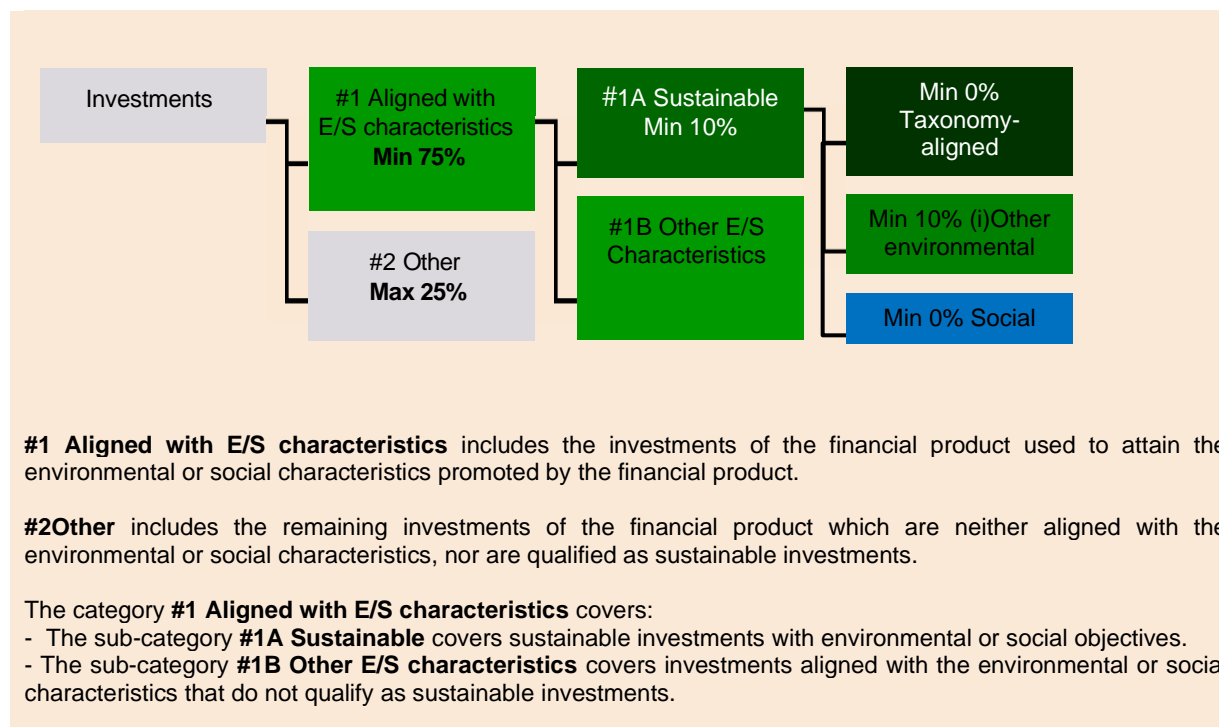 Investments
#1 Aligned with
E/S characteristics
Min 75%
#2 Other
Max 25%
#1A Sustainable
Min 10%
#1B Other E/S
Characteristics
Min 0%
Taxonomy-
aligned
Min 10% (i)Other
environmental
Min 0% Social
#1 Aligned with E/S characteristics includes the investments of the financial product used to attain the
environmental or social characteristics promoted by the financial product.
#2Other includes the remaining investments of the financial product which are neither aligned with the
environmental or social characteristics, nor are qualified as sustainable investments.
The category #1 Aligned with E/S characteristics covers:
- The sub-category #1A Sustainable covers sustainable investments with environmental or social objectives.
- The sub-category #1B Other E/S characteristics covers investments aligned with the environmental or social
characteristics that do not qualify as sustainable investments.